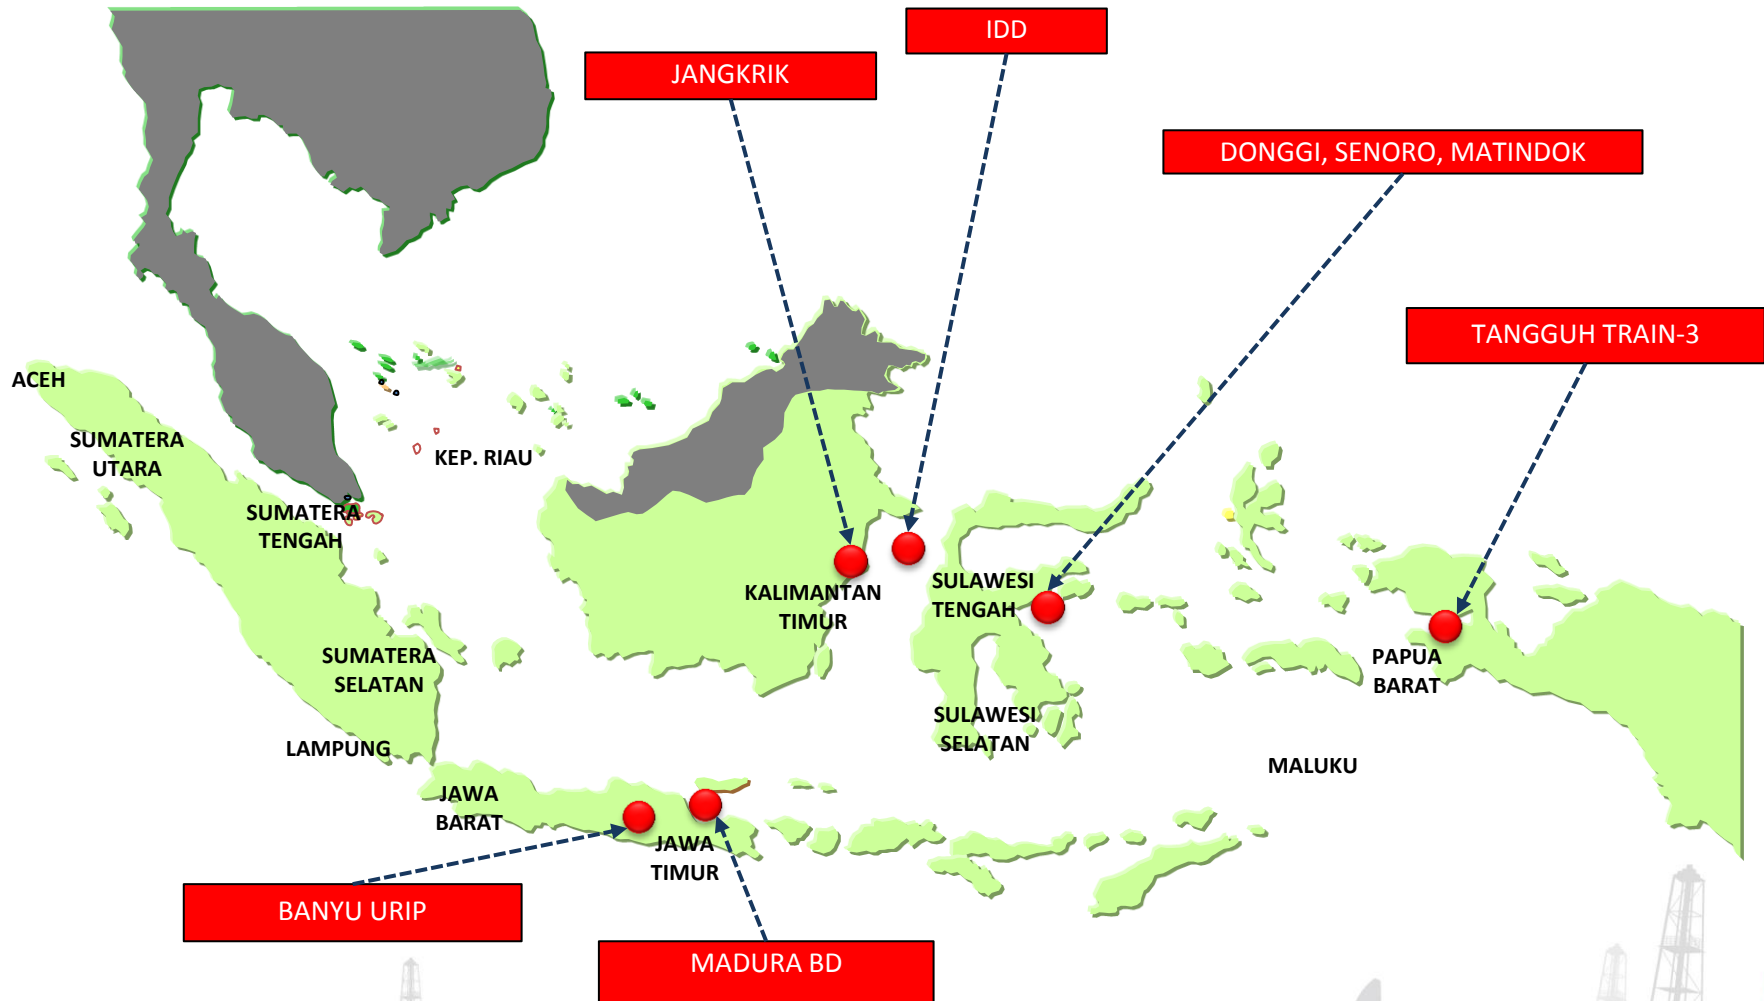 IDD
JANGKRIK
DONGGI, SENORO, MATINDOK
TANGGUH TRAIN-3
ACEH
SUMATERA
UTARA
KEP. RIAU
SUMATERA
TENGAH
KALIMANTAN
TIMUR
SULAWESI
TENGAH
SUMATERA
SELATAN
PAPUA
BARAT
SULAWESI
SELATAN
LAMPUNG
MALUKU
JAWA
BARAT
JAWA
TIMUR
BANYU URIP
MADURA BD